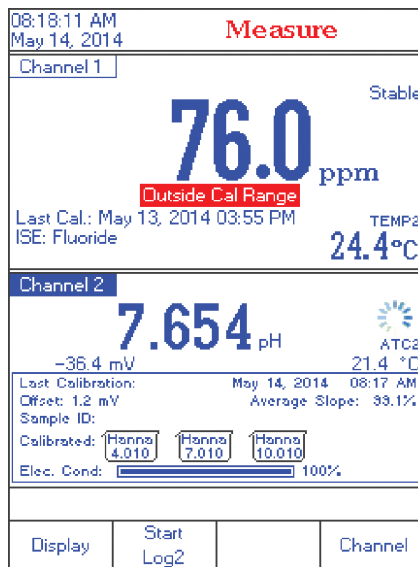 08:18:11 AM
May 14, 2014
Measure
Channel 1
Stable
76.0 ppm
Outside Cal Range
Last Cal.: May 13, 2014 03:55 PM
ISE: Fluoride
TEMP2
24.4°C
Channel 2
7.654 pH
-36.4 mV
ATC2
21.4 °C
Last Calibration: May 14, 2014 08:17 AM
Offset: 1.2 mV Average Slope: 99.1%
Sample ID:
Calibrated: Hanna 4.010 Hanna 7.010 Hanna 10.010
Elec. Cond: 100%
Display
Start Log2
Channel